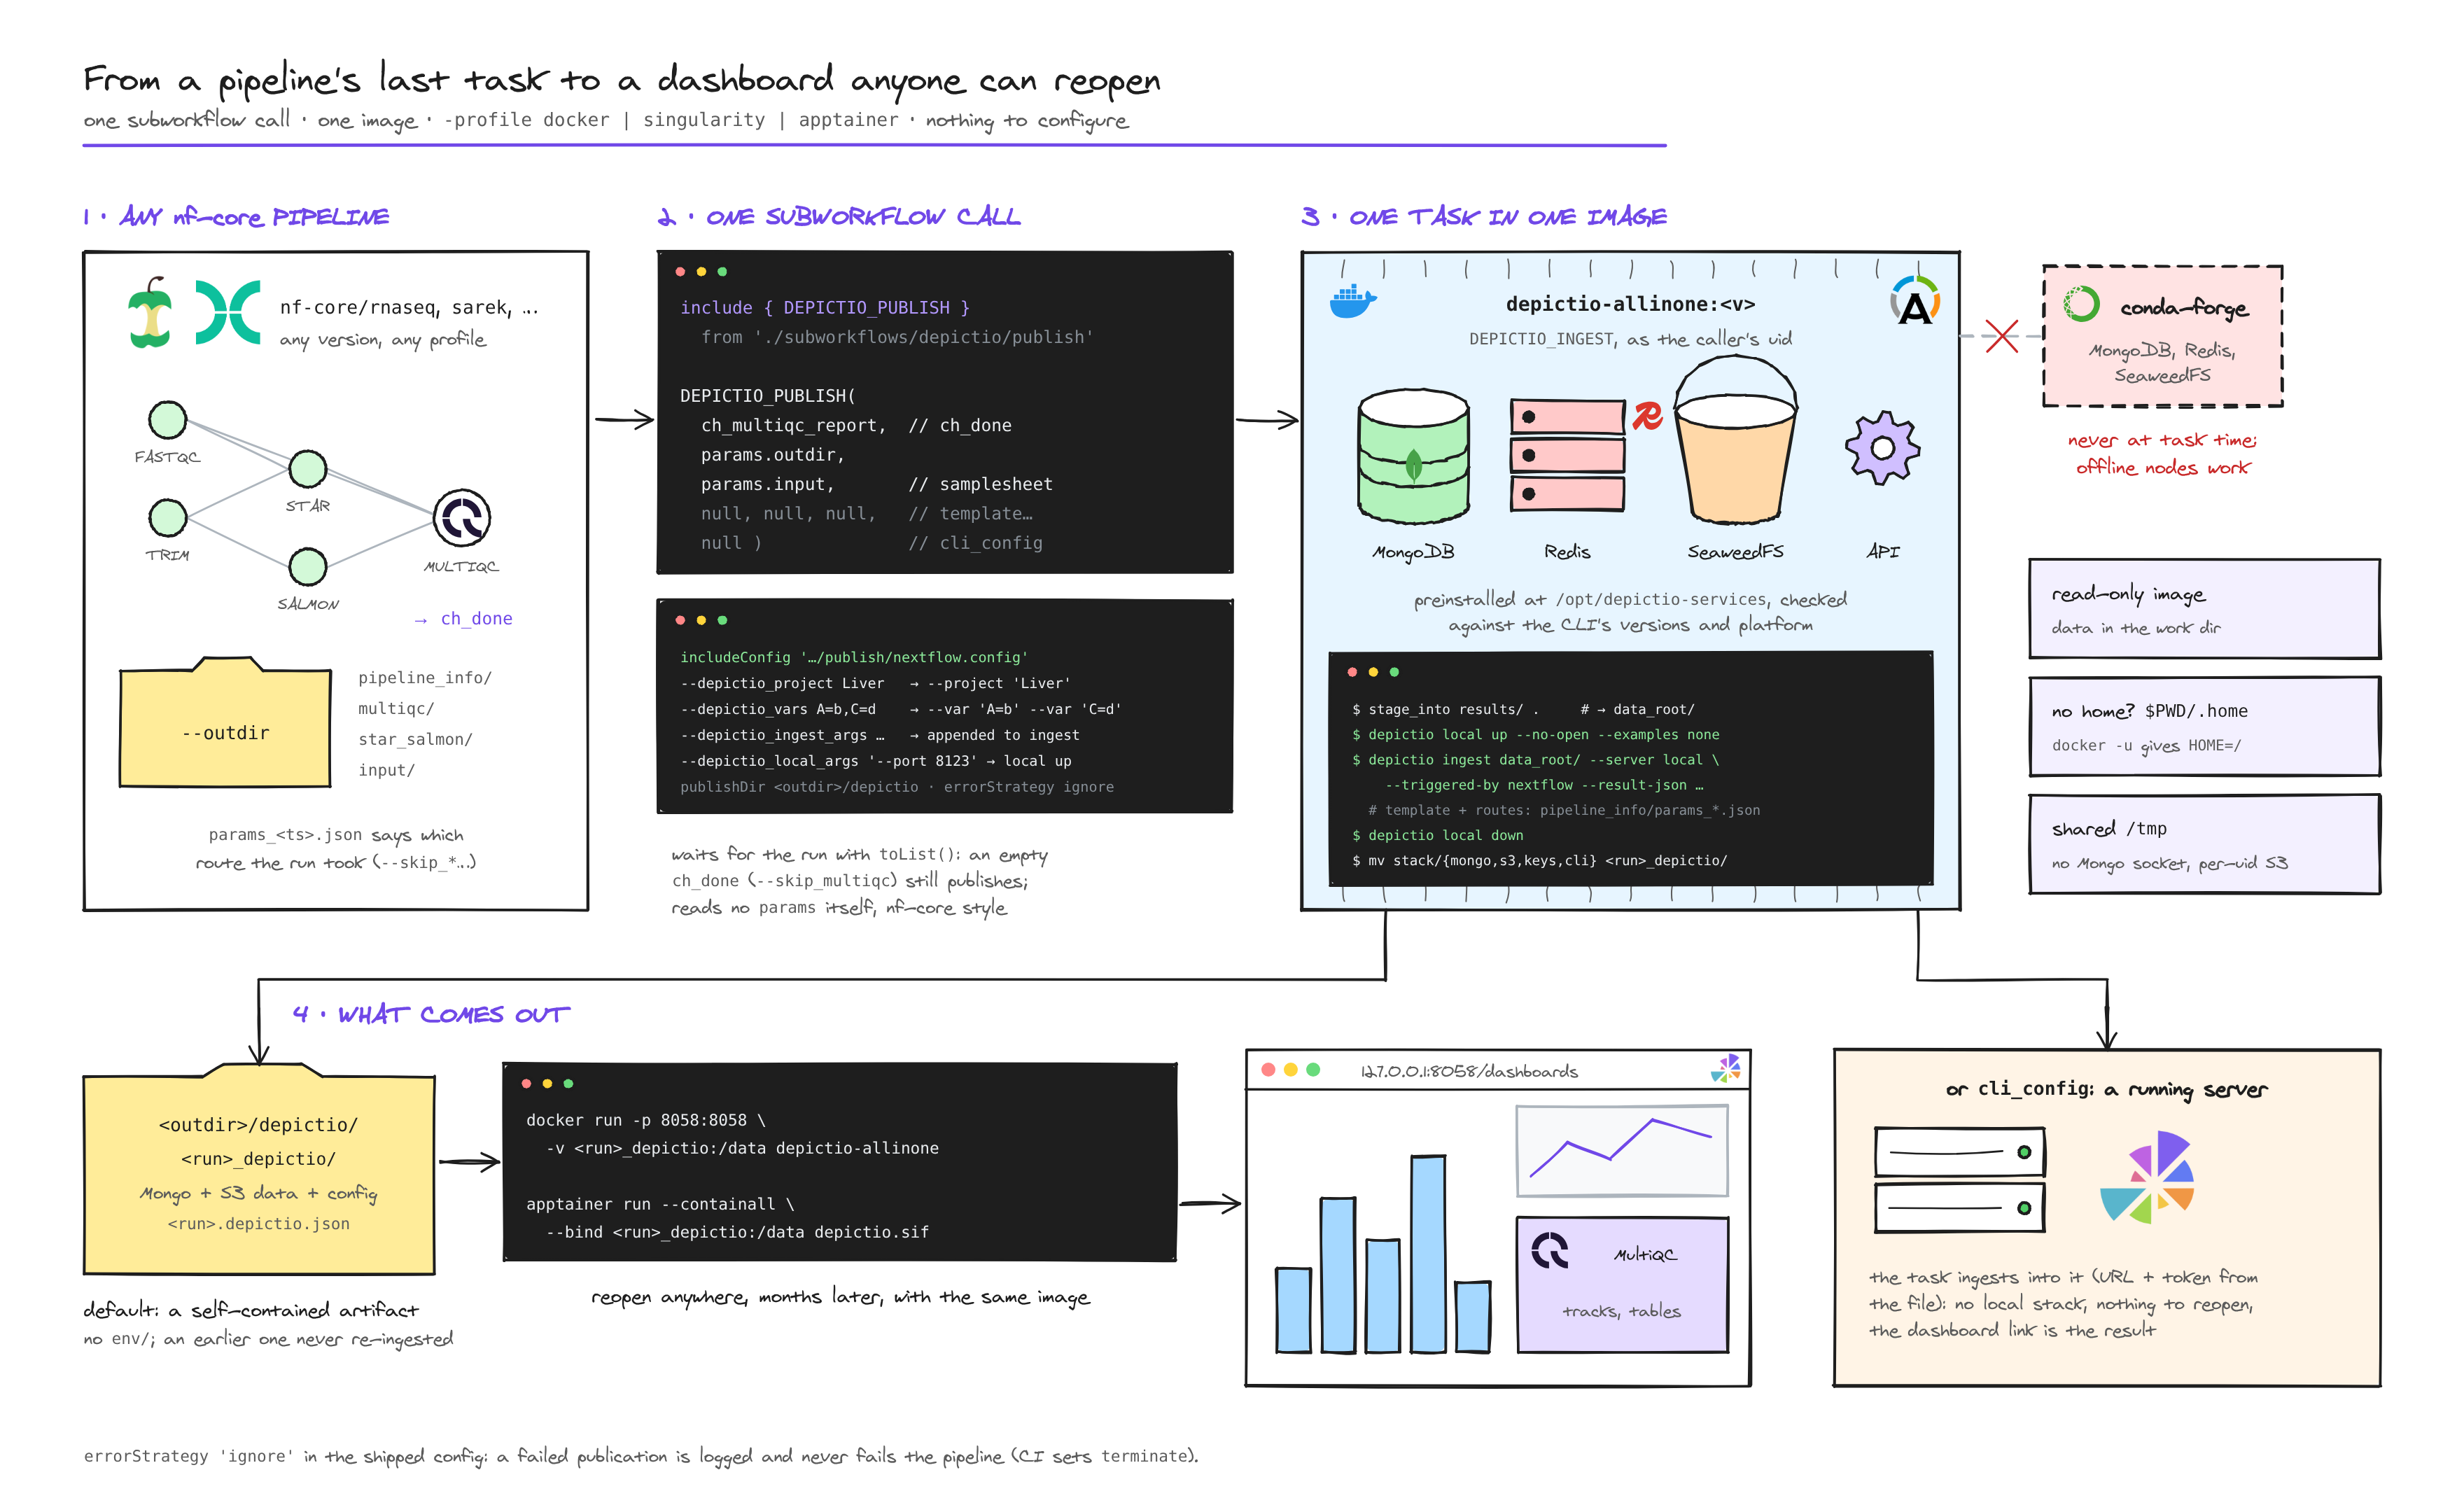 From a pipeline's last task to a dashboard anyone can reopen
one subworkflow call · one image · -profile docker | singularity | apptainer · nothing to configure
1 · ANY nf-core PIPELINE
nf-core/rnaseq, sarek, …
any version, any profile
FASTQC
STAR
TRIM
MULTIQC
SALMON
→ ch_done
--outdir
pipeline_info/
multiqc/
star_salmon/
input/
params_<ts>.json says which
route the run took (--skip_*…)
2 · ONE SUBWORKFLOW CALL
include { DEPICTIO_PUBLISH }
from './subworkflows/depictio/publish'
DEPICTIO_PUBLISH(
ch_multiqc_report, // ch_done
params.outdir,
params.input, // samplesheet
null, null, null, // template…
null ) // cli_config
includeConfig '…/publish/nextflow.config'
--depictio_project Liver → --project 'Liver'
--depictio_vars A=b,C=d → --var 'A=b' --var 'C=d'
--depictio_ingest_args … → appended to ingest
--depictio_local_args '--port 8123' → local up
publishDir <outdir>/depictio · errorStrategy ignore
waits for the run with toList(): an empty
ch_done (--skip_multiqc) still publishes;
reads no params itself, nf-core style
3 · ONE TASK IN ONE IMAGE
depictio-allinone:<v>
DEPICTIO_INGEST, as the caller's uid
MongoDB
Redis
SeaweedFS
API
preinstalled at /opt/depictio-services, checked
against the CLI's versions and platform
$ stage_into results/ . # → data_root/
$ depictio local up --no-open --examples none
$ depictio ingest data_root/ --server local \
--triggered-by nextflow --result-json …
# template + routes: pipeline_info/params_*.json
$ depictio local down
$ mv stack/{mongo,s3,keys,cli} <run>_depictio/
conda-forge
MongoDB, Redis,
SeaweedFS
never at task time;
offline nodes work
read-only image
data in the work dir
no home? $PWD/.home
docker -u gives HOME=/
shared /tmp
no Mongo socket, per-uid S3
4 · WHAT COMES OUT
<outdir>/depictio/
<run>_depictio/
Mongo + S3 data + config
<run>.depictio.json
default: a self-contained artifact
no env/; an earlier one never re-ingested
docker run -p 8058:8058 \
-v <run>_depictio:/data depictio-allinone
apptainer run --containall \
--bind <run>_depictio:/data depictio.sif
reopen anywhere, months later, with the same image
127.0.0.1:8058/dashboards
MultiQC
tracks, tables
or cli_config: a running server
the task ingests into it (URL + token from
the file): no local stack, nothing to reopen,
the dashboard link is the result
errorStrategy 'ignore' in the shipped config: a failed publication is logged and never fails the pipeline (CI sets terminate).